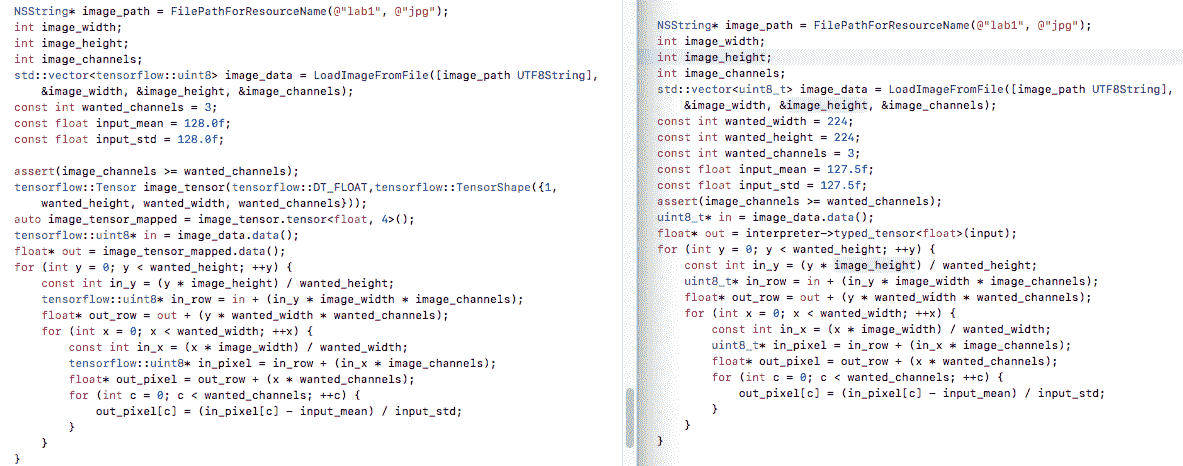 NSString* image_path = FilePathForResourceName(@"lab1", @"jpg");
int image_width;
int image_height;
int image_channels;
std::vector<tensorflow::uint8> image_data = LoadImageFromFile([image_path UTF8String],
    &image_width, &image_height, &image_channels);
const int wanted_channels = 3;
const float input_mean = 128.0f;
const float input_std = 128.0f;

assert(image_channels >= wanted_channels);
tensorflow::Tensor image_tensor(tensorflow::DT_FLOAT,tensorflow::TensorShape({1,
    wanted_height, wanted_width, wanted_channels}));
auto image_tensor_mapped = image_tensor.tensor<float, 4>();
tensorflow::uint8* in = image_data.data();
float* out = image_tensor_mapped.data();
for (int y = 0; y < wanted_height; ++y) {
    const int in_y = (y * image_height) / wanted_height;
    tensorflow::uint8* in_row = in + (in_y * image_width * image_channels);
    float* out_row = out + (y * wanted_width * wanted_channels);
    for (int x = 0; x < wanted_width; ++x) {
        const int in_x = (x * image_width) / wanted_width;
        tensorflow::uint8* in_pixel = in_row + (in_x * image_channels);
        float* out_pixel = out_row + (x * wanted_channels);
        for (int c = 0; c < wanted_channels; ++c) {
            out_pixel[c] = (in_pixel[c] - input_mean) / input_std;
        }
    }
}
NSString* image_path = FilePathForResourceName(@"lab1", @"jpg");
int image_width;
int image_height;
int image_channels;
std::vector<uint8_t> image_data = LoadImageFromFile([image_path UTF8String],
    &image_width, &image_height, &image_channels);
const int wanted_width = 224;
const int wanted_height = 224;
const int wanted_channels = 3;
const float input_mean = 127.5f;
const float input_std = 127.5f;
assert(image_channels >= wanted_channels);
uint8_t* in = image_data.data();
float* out = interpreter->typed_tensor<float>(input);
for (int y = 0; y < wanted_height; ++y) {
    const int in_y = (y * image_height) / wanted_height;
    uint8_t* in_row = in + (in_y * image_width * image_channels);
    float* out_row = out + (y * wanted_width * wanted_channels);
    for (int x = 0; x < wanted_width; ++x) {
        const int in_x = (x * image_width) / wanted_width;
        uint8_t* in_pixel = in_row + (in_x * image_channels);
        float* out_pixel = out_row + (x * wanted_channels);
        for (int c = 0; c < wanted_channels; ++c) {
            out_pixel[c] = (in_pixel[c] - input_mean) / input_std;
        }
    }
}